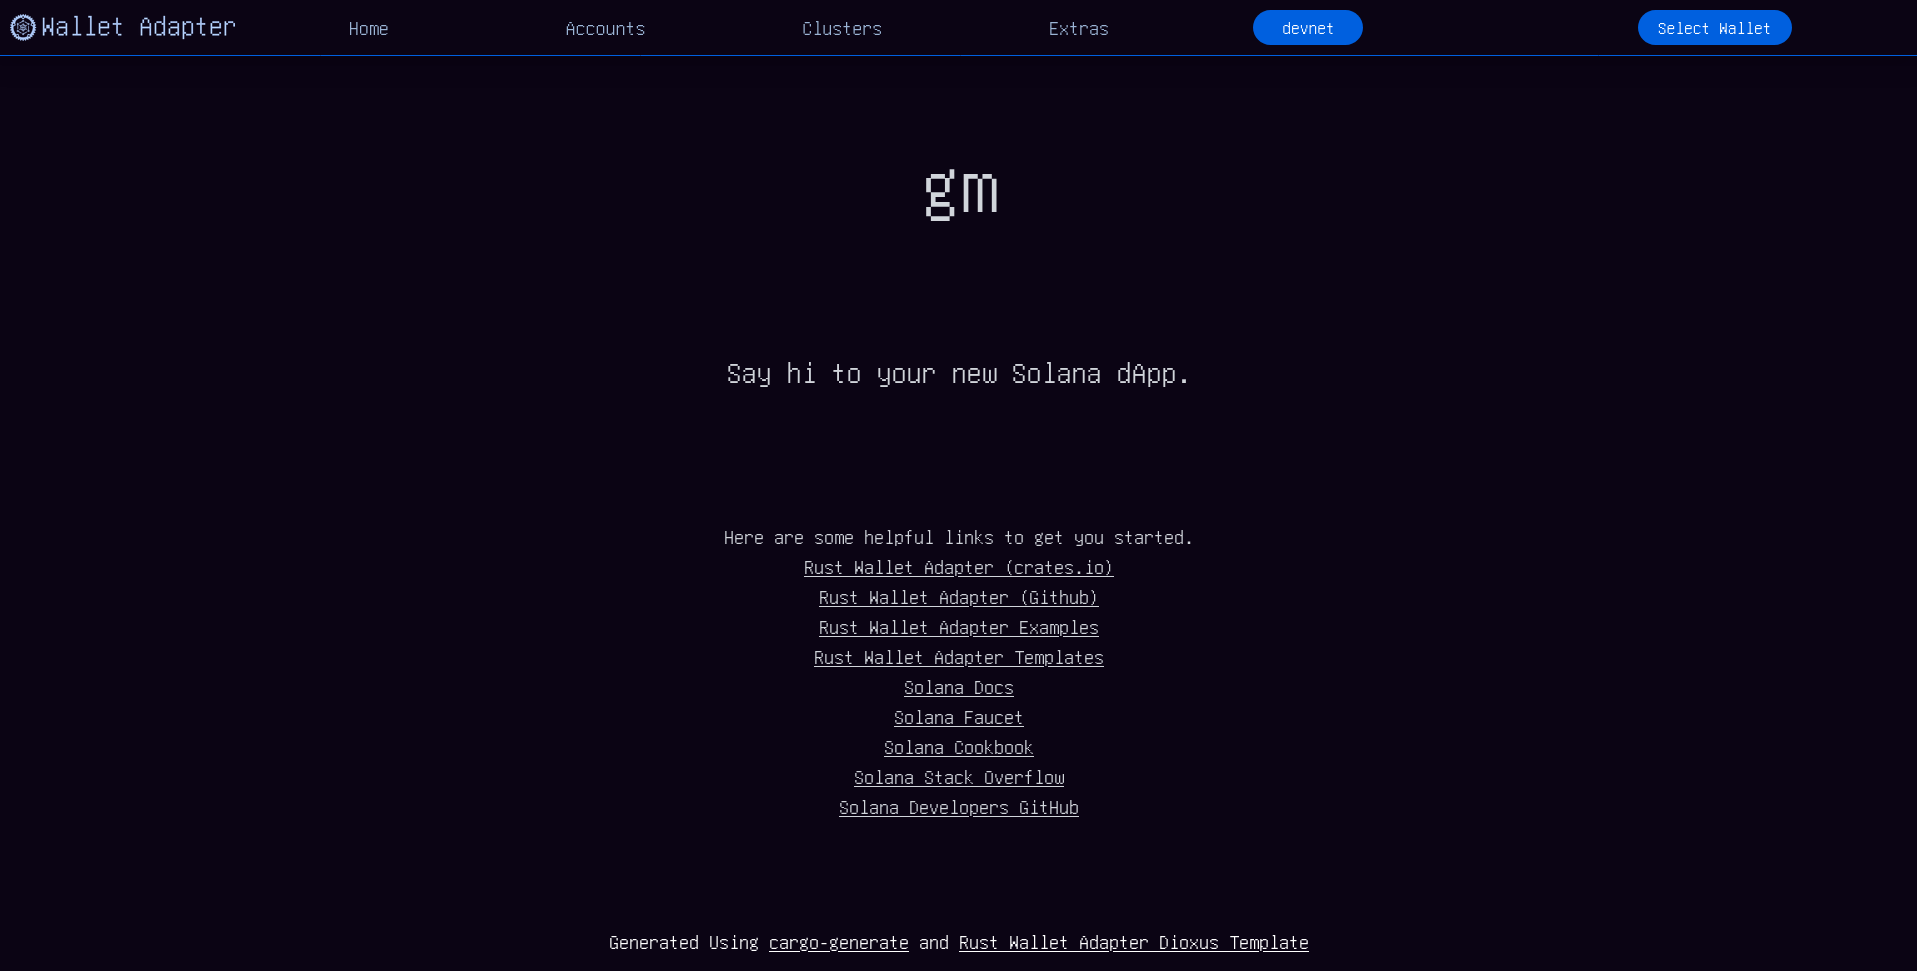 Wallet Adapter Home Accounts Clusters Extras devnet Select Wallet
gm
Say hi to your new Solana dApp.
Here are some helpful links to get you started.
Rust Wallet Adapter (crates.io)
Rust Wallet Adapter (Github)
Rust Wallet Adapter Examples
Rust Wallet Adapter Templates
Solana Docs
Solana Faucet
Solana Cookbook
Solana Stack Overflow
Solana Developers GitHub
Generated Using cargo-generate and Rust Wallet Adapter Dioxus Template